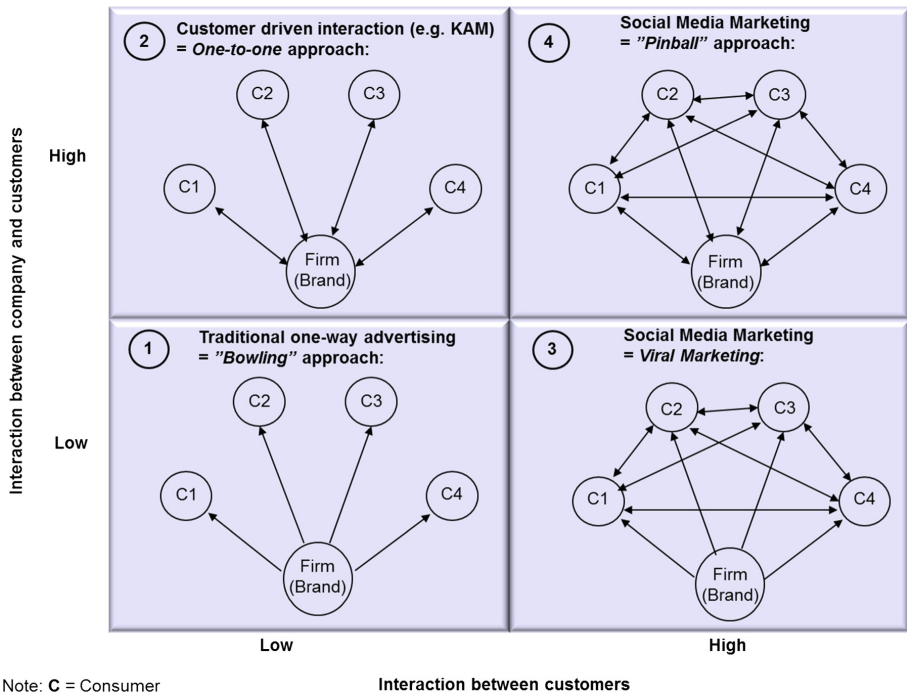 2
Customer driven interaction (e.g. KAM)
= One-to-one approach:
C2
C3
C1
C4
Firm
(Brand)
4
Social Media Marketing
= ”Pinball” approach:
C2
C3
C1
C4
Firm
(Brand)
1
Traditional one-way advertising
= ”Bowling” approach:
C2
C3
C1
C4
Firm
(Brand)
3
Social Media Marketing
= Viral Marketing:
C2
C3
C1
C4
Firm
(Brand)
Interaction between company and customers
High
Low
Low
High
Interaction between customers
Note: C = Consumer